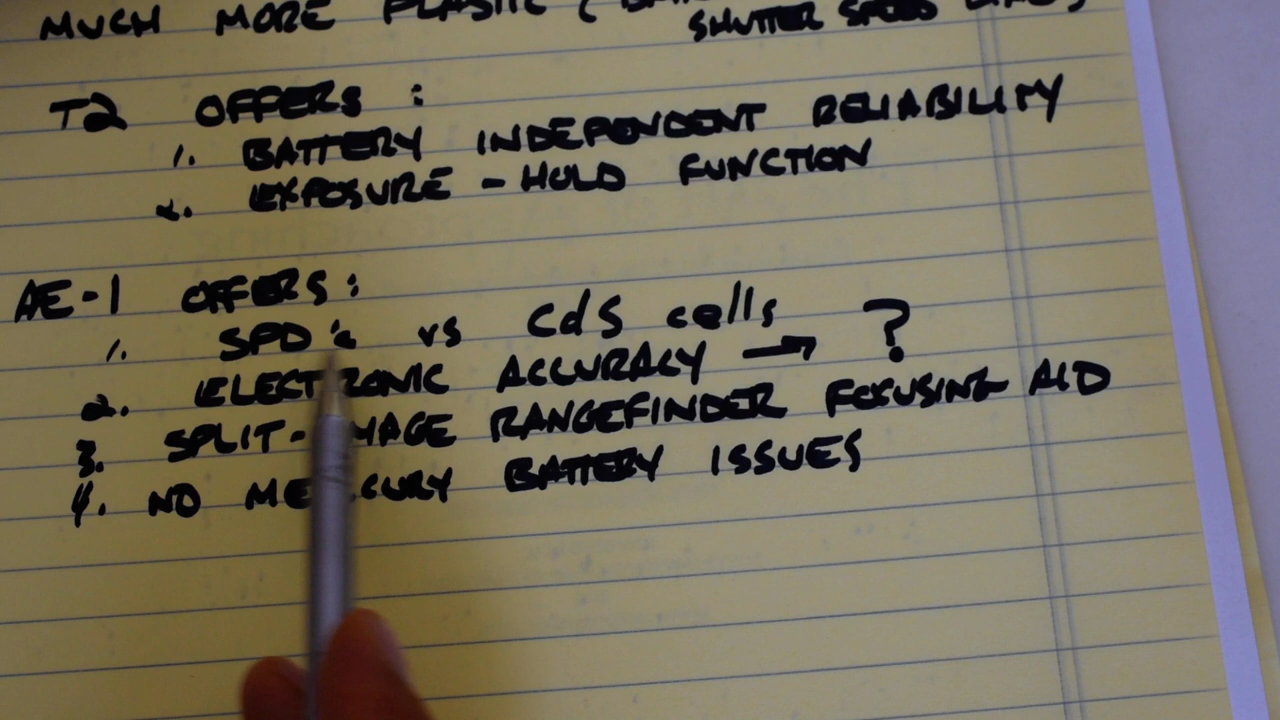 MUCH MORE PLASTIC (
SHUTTER SPEED
T2 OFFERS :
1. BATTERY INDEPENDENT RELIABILITY
2. EXPOSURE - HOLD FUNCTION
AE-1 OFFERS:
1. SPD's vs CdS cells
2. ELECTRONIC ACCURACY → ?
3. SPLIT-IMAGE RANGEFINDER FOCUSING AID
4. NO MERCURY BATTERY ISSUES